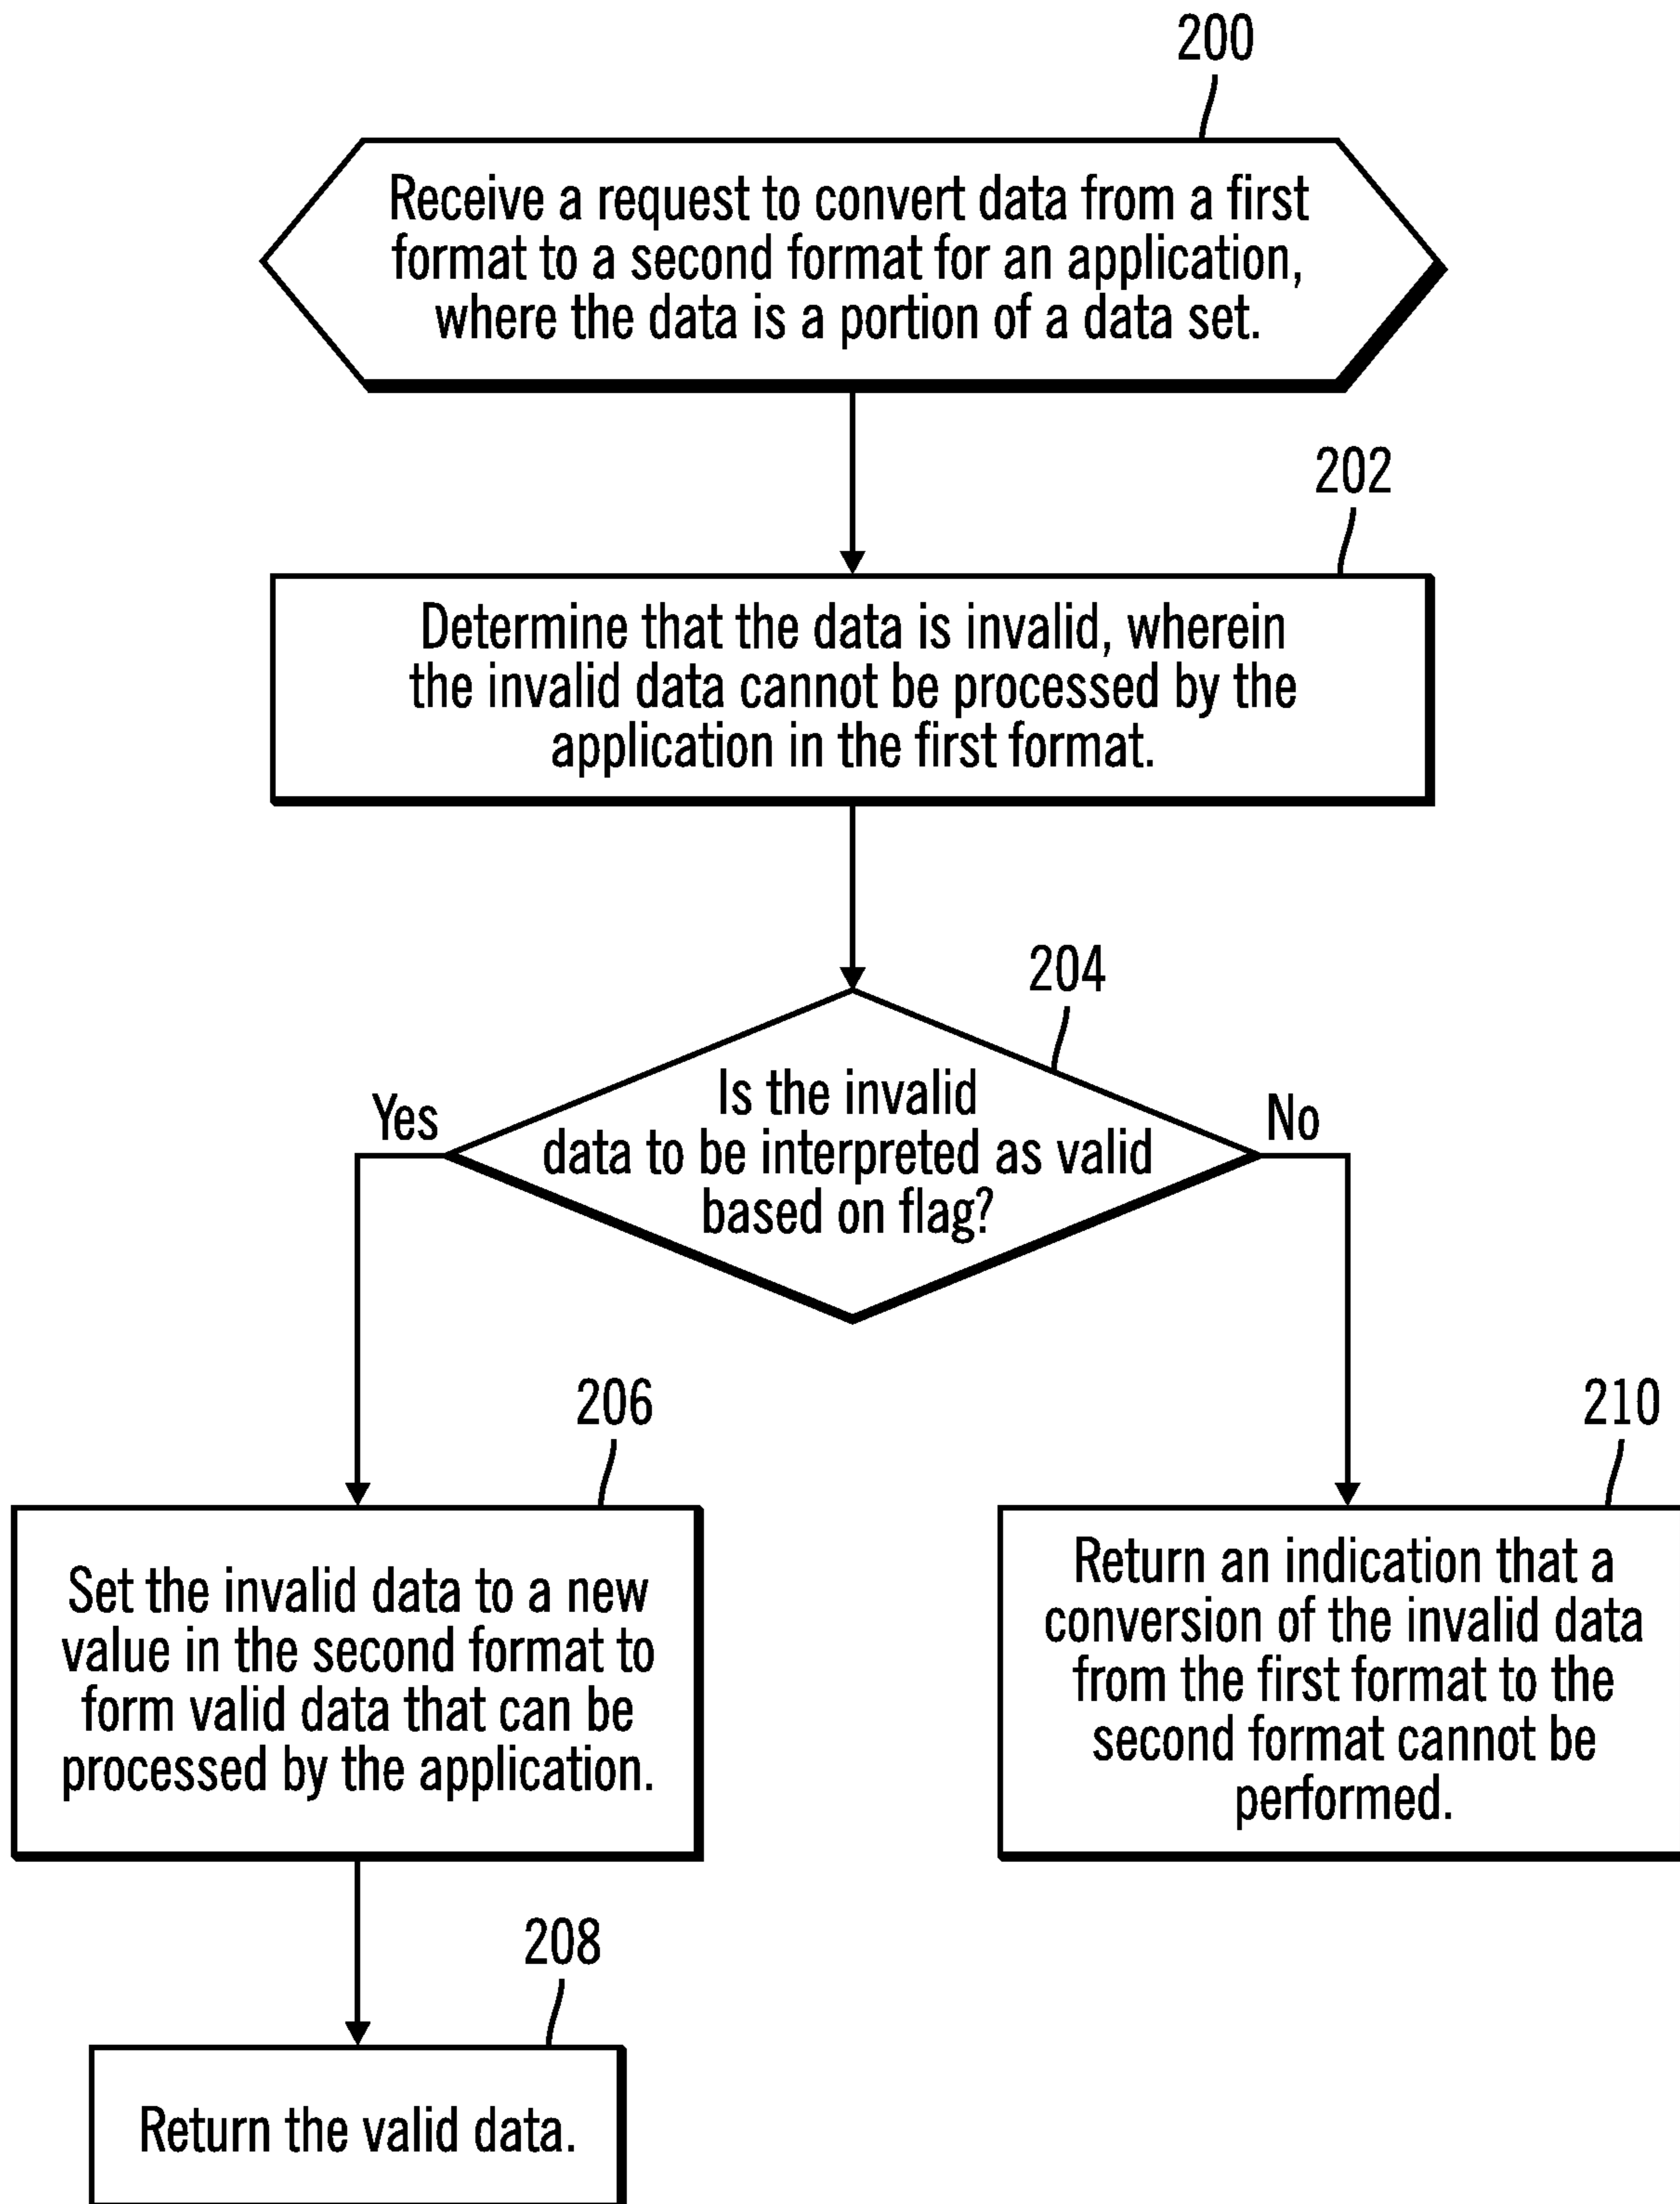 200
Receive a request to convert data from a first
format to a second format for an application,
where the data is a portion of a data set.
202
Determine that the data is invalid, wherein
the invalid data cannot be processed by the
application in the first format.
204
Is the invalid
data to be interpreted as valid
based on flag?
Yes
No
206
Set the invalid data to a new
value in the second format to
form valid data that can be
processed by the application.
210
Return an indication that a
conversion of the invalid data
from the first format to the
second format cannot be
performed.
208
Return the valid data.